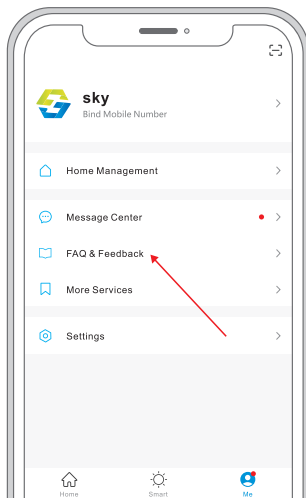 sky
Bind Mobile Number
Home Management
Message Center
FAQ & Feedback
More Services
Settings
Home
Smart
Me